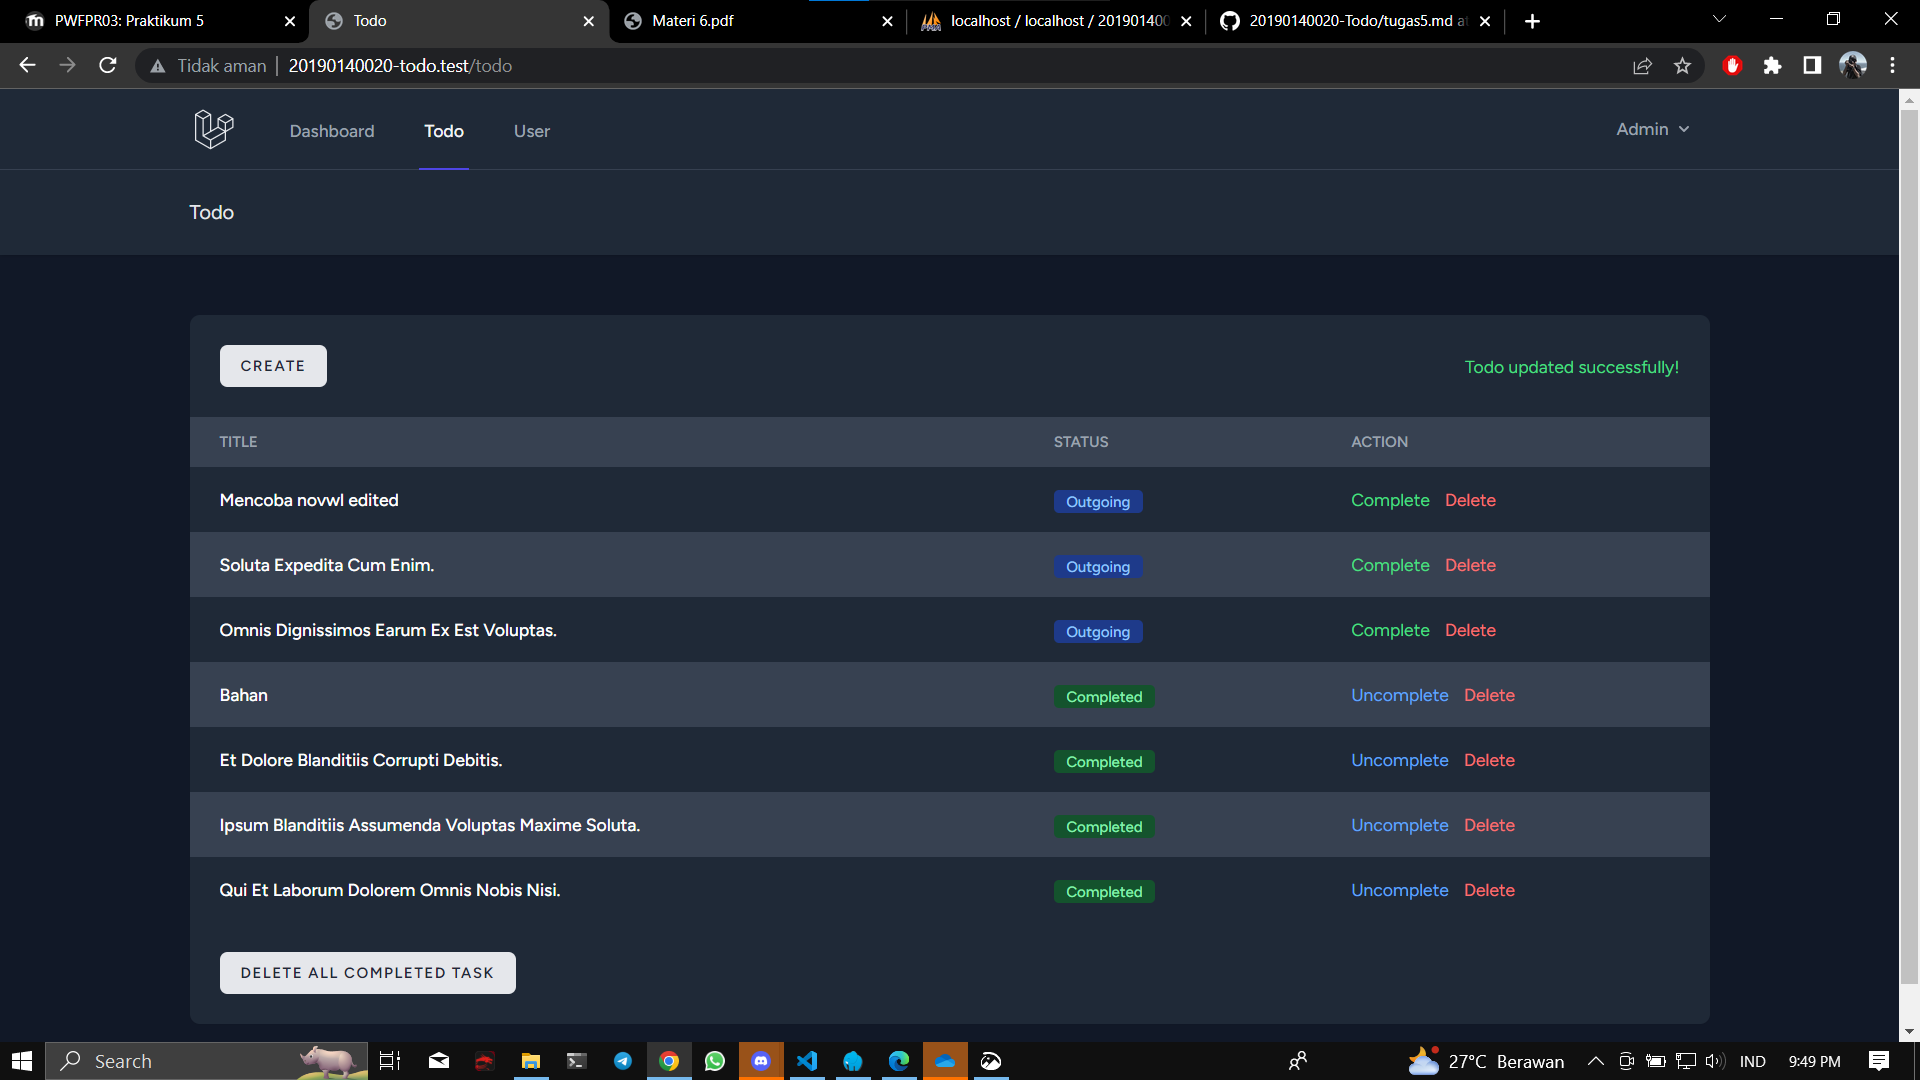 PWFPR03: Praktikum 5
Todo
Materi 6.pdf
localhost / localhost / 20190140
20190140020-Todo/tugas5.md a
Tidak aman 20190140020-todo.test/todo
Dashboard Todo User Admin
Todo
CREATE Todo updated successfully!
TITLE STATUS ACTION
Mencoba novwl edited Outgoing Complete Delete
Soluta Expedita Cum Enim. Outgoing Complete Delete
Omnis Dignissimos Earum Ex Est Voluptas. Outgoing Complete Delete
Bahan Completed Uncomplete Delete
Et Dolore Blanditiis Corrupti Debitis. Completed Uncomplete Delete
Ipsum Blanditiis Assumenda Voluptas Maxime Soluta. Completed Uncomplete Delete
Qui Et Laborum Dolorem Omnis Nobis Nisi. Completed Uncomplete Delete
DELETE ALL COMPLETED TASK
Search 27°C Berawan IND 9:49 PM